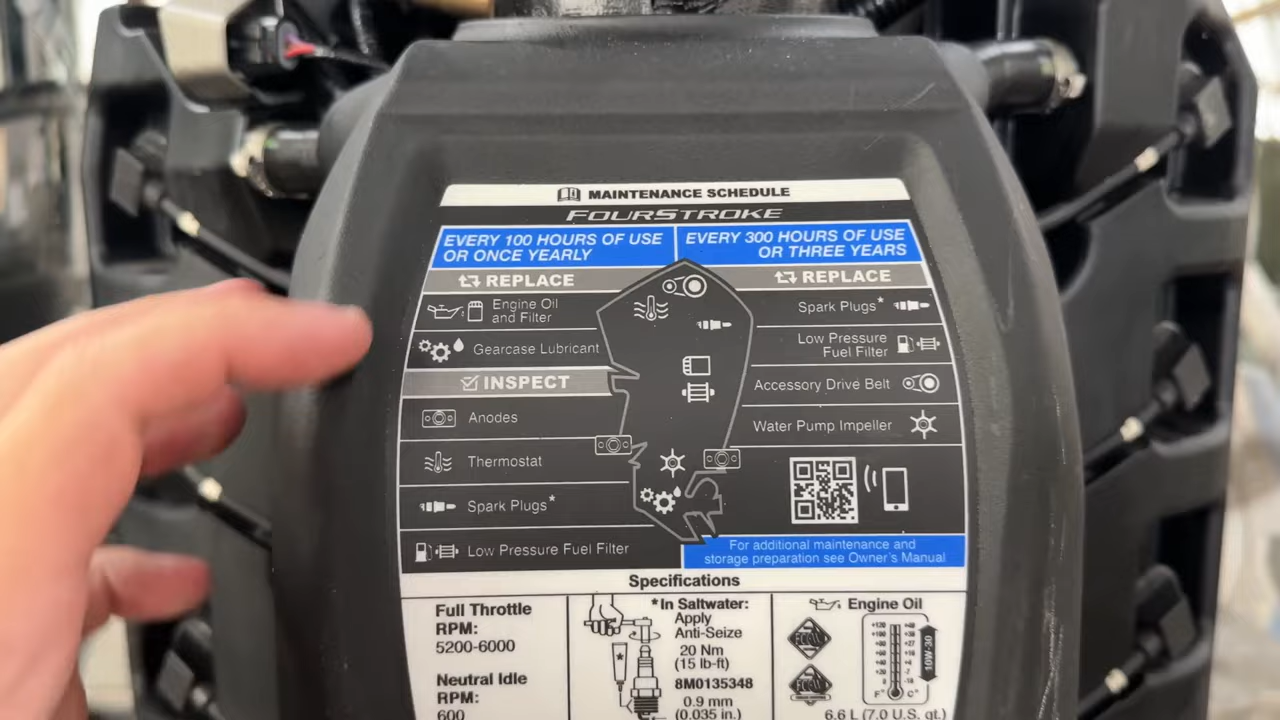 MAINTENANCE SCHEDULE
FOURSTROKE
EVERY 100 HOURS OF USE
OR ONCE YEARLY
REPLACE
Engine Oil
and Filter
Gearcase Lubricant
INSPECT
Anodes
Thermostat
Spark Plugs*
Low Pressure Fuel Filter
EVERY 300 HOURS OF USE
OR THREE YEARS
REPLACE
Spark Plugs*
Low Pressure
Fuel Filter
Accessory Drive Belt
Water Pump Impeller
For additional maintenance and
storage preparation see Owner's Manual
Specifications
Full Throttle
RPM:
5200-6000
Neutral Idle
RPM:
600
*In Saltwater:
Apply
Anti-Seize
20 Nm
(15 lb-ft)
*
8M0135348
0.9 mm
(0.035 in.)
Engine Oil
10W-30
F° C°
6.6 L (7.0 U.S. qt.)